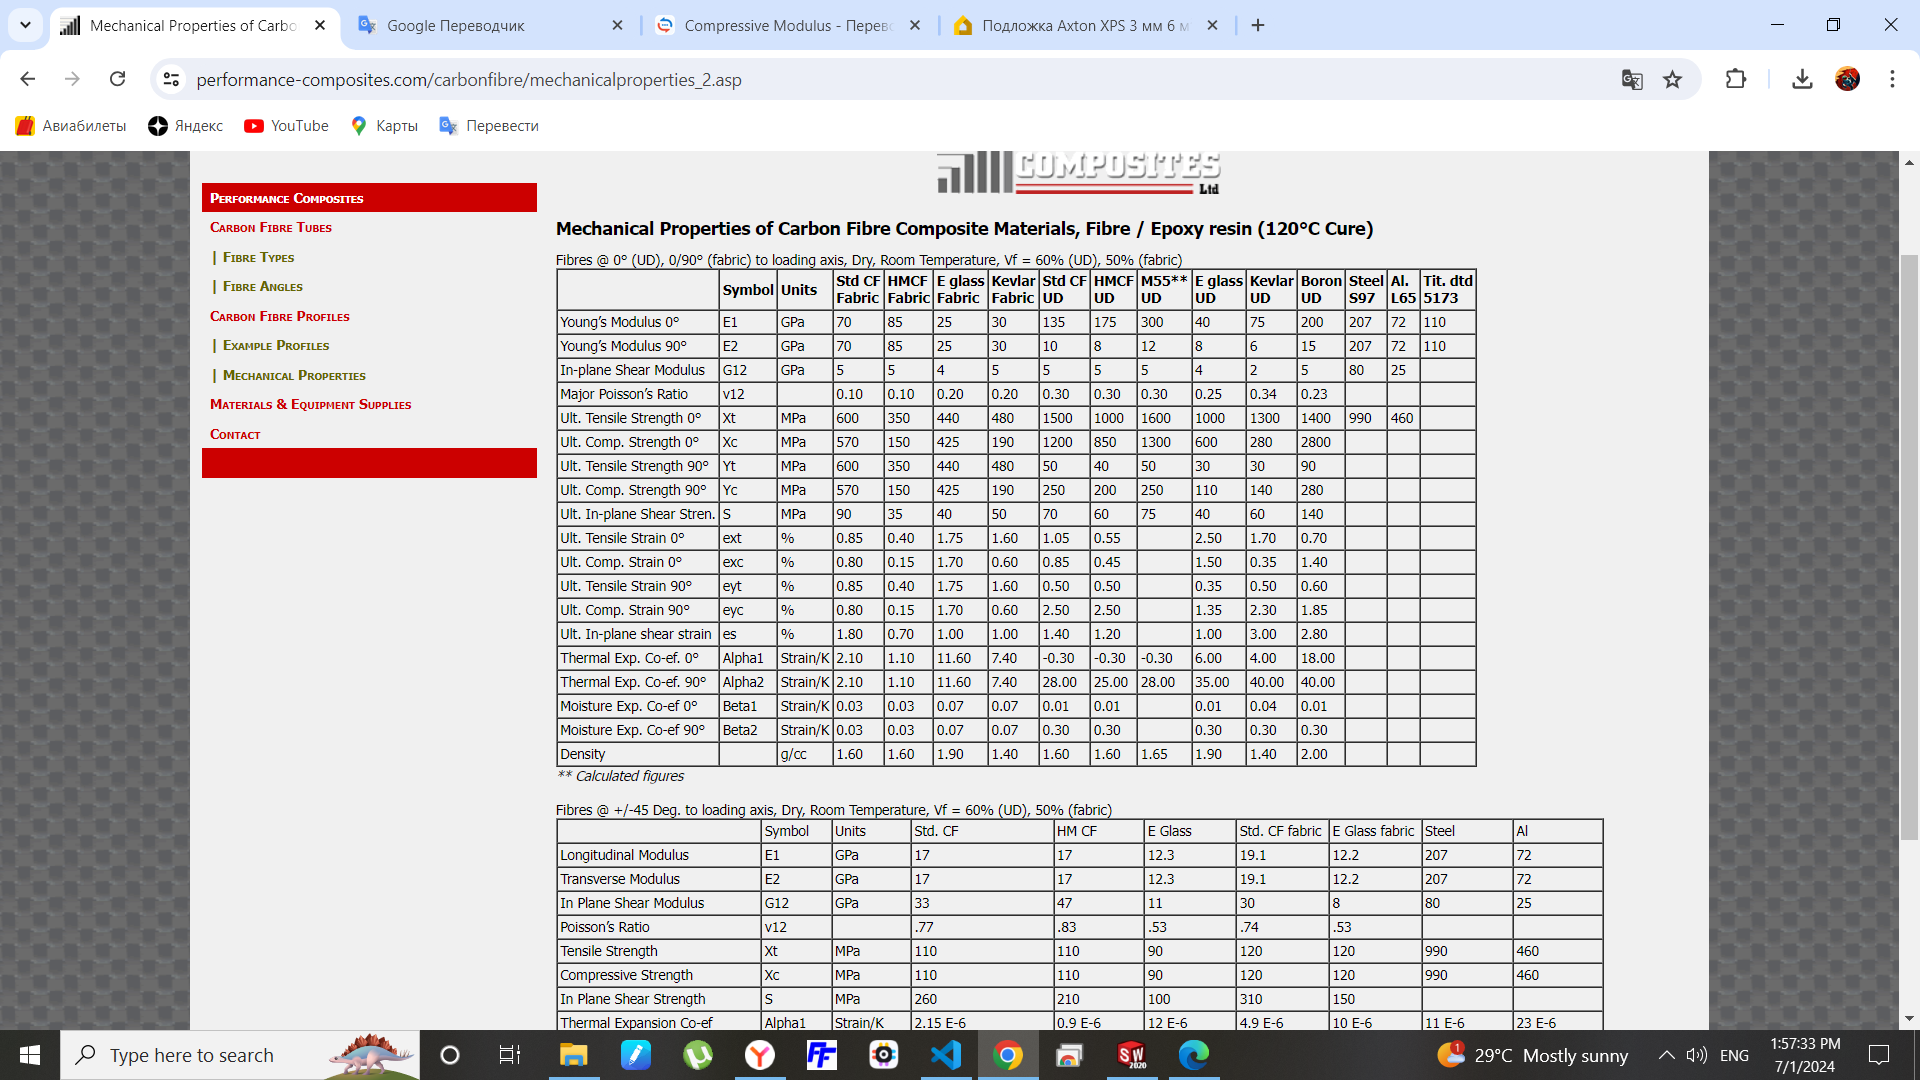 Mechanical Properties of Carbo
Google Переводчик
Compressive Modulus - Перев
Подложка Axton XPS 3 мм 6 м
performance-composites.com/carbonfibre/mechanicalproperties_2.asp
Авиабилеты Яндекс YouTube Карты Перевести
COMPOSITES
Ltd
Performance Composites
Carbon Fibre Tubes
| Fibre Types
| Fibre Angles
Carbon Fibre Profiles
| Example Profiles
| Mechanical Properties
Materials & Equipment Supplies
Contact
Mechanical Properties of Carbon Fibre Composite Materials, Fibre / Epoxy resin (120°C Cure)
Fibres @ 0° (UD), 0/90° (fabric) to loading axis, Dry, Room Temperature, Vf = 60% (UD), 50% (fabric)
Symbol Units Std CF Fabric HMCF Fabric E glass Fabric Kevlar Fabric Std CF UD HMCF UD M55** UD E glass UD Kevlar UD Boron UD Steel S97 Al. L65 Tit. dtd 5173
Young's Modulus 0° E1 GPa 70 85 25 30 135 175 300 40 75 200 207 72 110
Young's Modulus 90° E2 GPa 70 85 25 30 10 8 12 8 6 15 207 72 110
In-plane Shear Modulus G12 GPa 5 5 4 5 5 5 5 4 2 5 80 25
Major Poisson's Ratio v12 0.10 0.10 0.20 0.20 0.30 0.30 0.30 0.25 0.34 0.23
Ult. Tensile Strength 0° Xt MPa 600 350 440 480 1500 1000 1600 1000 1300 1400 990 460
Ult. Comp. Strength 0° Xc MPa 570 150 425 190 1200 850 1300 600 280 2800
Ult. Tensile Strength 90° Yt MPa 600 350 440 480 50 40 50 30 30 90
Ult. Comp. Strength 90° Yc MPa 570 150 425 190 250 200 250 110 140 280
Ult. In-plane Shear Stren. S MPa 90 35 40 50 70 60 75 40 60 140
Ult. Tensile Strain 0° ext % 0.85 0.40 1.75 1.60 1.05 0.55 2.50 1.70 0.70
Ult. Comp. Strain 0° exc % 0.80 0.15 1.70 0.60 0.85 0.45 1.50 0.35 1.40
Ult. Tensile Strain 90° eyt % 0.85 0.40 1.75 1.60 0.50 0.50 0.35 0.50 0.60
Ult. Comp. Strain 90° eyc % 0.80 0.15 1.70 0.60 2.50 2.50 1.35 2.30 1.85
Ult. In-plane shear strain es % 1.80 0.70 1.00 1.00 1.40 1.20 1.00 3.00 2.80
Thermal Exp. Co-ef. 0° Alpha1 Strain/K 2.10 1.10 11.60 7.40 -0.30 -0.30 -0.30 6.00 4.00 18.00
Thermal Exp. Co-ef. 90° Alpha2 Strain/K 2.10 1.10 11.60 7.40 28.00 25.00 28.00 35.00 40.00 40.00
Moisture Exp. Co-ef 0° Beta1 Strain/K 0.03 0.03 0.07 0.07 0.01 0.01 0.01 0.04 0.01
Moisture Exp. Co-ef 90° Beta2 Strain/K 0.03 0.03 0.07 0.07 0.30 0.30 0.30 0.30 0.30
Density g/cc 1.60 1.60 1.90 1.40 1.60 1.60 1.65 1.90 1.40 2.00
** Calculated figures
Fibres @ +/-45 Deg. to loading axis, Dry, Room Temperature, Vf = 60% (UD), 50% (fabric)
Symbol Units Std. CF HM CF E Glass Std. CF fabric E Glass fabric Steel Al
Longitudinal Modulus E1 GPa 17 17 12.3 19.1 12.2 207 72
Transverse Modulus E2 GPa 17 17 12.3 19.1 12.2 207 72
In Plane Shear Modulus G12 GPa 33 47 11 30 8 80 25
Poisson's Ratio v12 .77 .83 .53 .74 .53
Tensile Strength Xt MPa 110 110 90 120 120 990 460
Compressive Strength Xc MPa 110 110 90 120 120 990 460
In Plane Shear Strength S MPa 260 210 100 310 150
Thermal Expansion Co-ef Alpha1 Strain/K 2.15 E-6 0.9 E-6 12 E-6 4.9 E-6 10 E-6 11 E-6 23 E-6
Type here to search
FF
SW
2020
1
29°C Mostly sunny
ENG
1:57:33 PM
7/1/2024